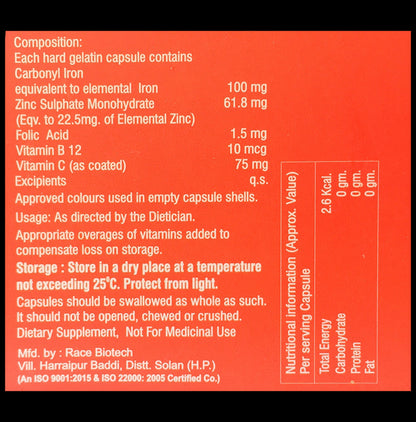 Composition:
Each hard gelatin capsule contains
Carbonyl Iron
equivalent to elemental Iron 100 mg
Zinc Sulphate Monohydrate 61.8 mg
(Eqv. to 22.5mg. of Elemental Zinc)
Folic Acid 1.5 mg
Vitamin B 12 10 mcg
Vitamin C (as coated) 75 mg
Excipients q.s.
Approved colours used in empty capsule shells.
Usage: As directed by the Dietician.
Appropriate overages of vitamins added to
compensate loss on storage.
Storage : Store in a dry place at a temperature
not exceeding 25°C. Protect from light.
Capsules should be swallowed as whole as such.
It should not be opened, chewed or crushed.
Dietary Supplement, Not For Medicinal Use
Mfd. by : Race Biotech
Vill. Harraipur Baddi, Distt. Solan (H.P.)
(An ISO 9001:2015 & ISO 22000: 2005 Certified Co.)
Nutritional information (Approx. Value)
Per serving Capsule
Total Energy 2.6 Kcal.
Carbohydrate 0 gm.
Protein 0 gm.
Fat 0 gm.